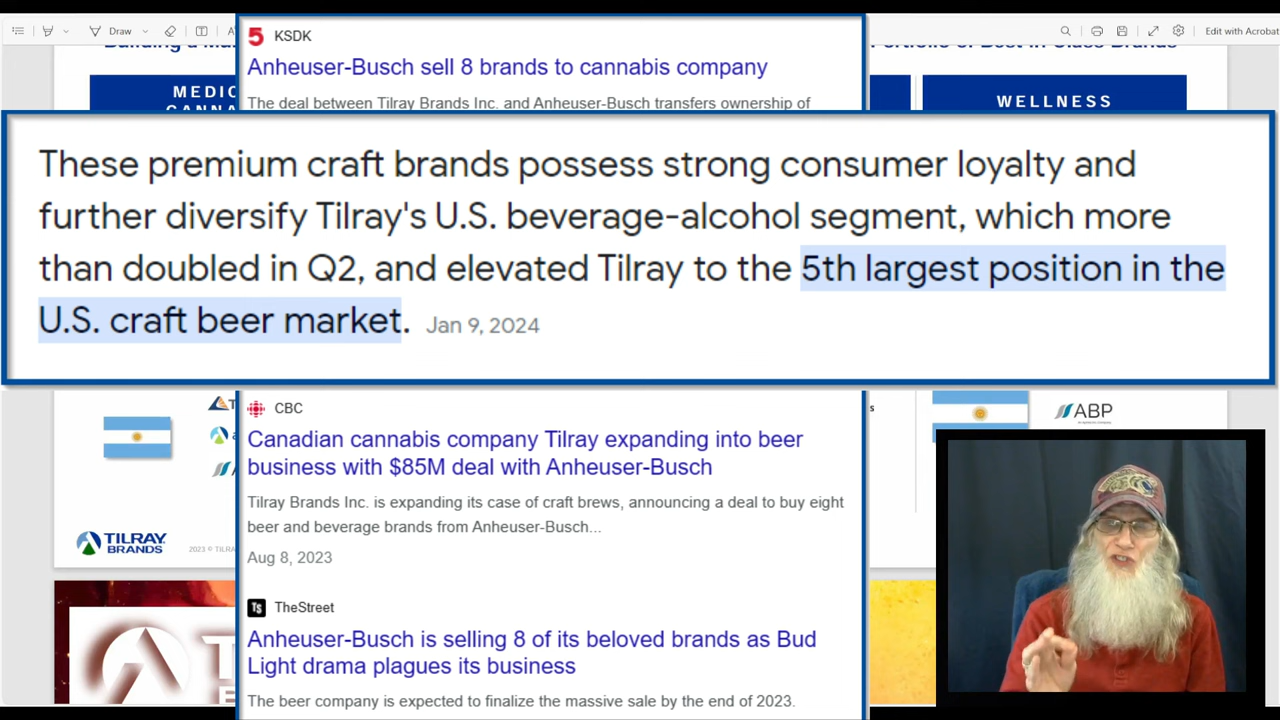 Draw
Edit with Acrobat
KSDK
Anheuser-Busch sell 8 brands to cannabis company
The deal between Tilray Brands Inc. and Anheuser-Busch transfers ownership of
MEDIC
CANNA
WELLNESS
These premium craft brands possess strong consumer loyalty and
further diversify Tilray's U.S. beverage-alcohol segment, which more
than doubled in Q2, and elevated Tilray to the 5th largest position in the
U.S. craft beer market. Jan 9, 2024
CBC
Canadian cannabis company Tilray expanding into beer
business with $85M deal with Anheuser-Busch
Tilray Brands Inc. is expanding its case of craft brews, announcing a deal to buy eight
beer and beverage brands from Anheuser-Busch...
Aug 8, 2023
ABP
TILRAY
BRANDS
2023 © TILRA
Ts TheStreet
Anheuser-Busch is selling 8 of its beloved brands as Bud
Light drama plagues its business
The beer company is expected to finalize the massive sale by the end of 2023.